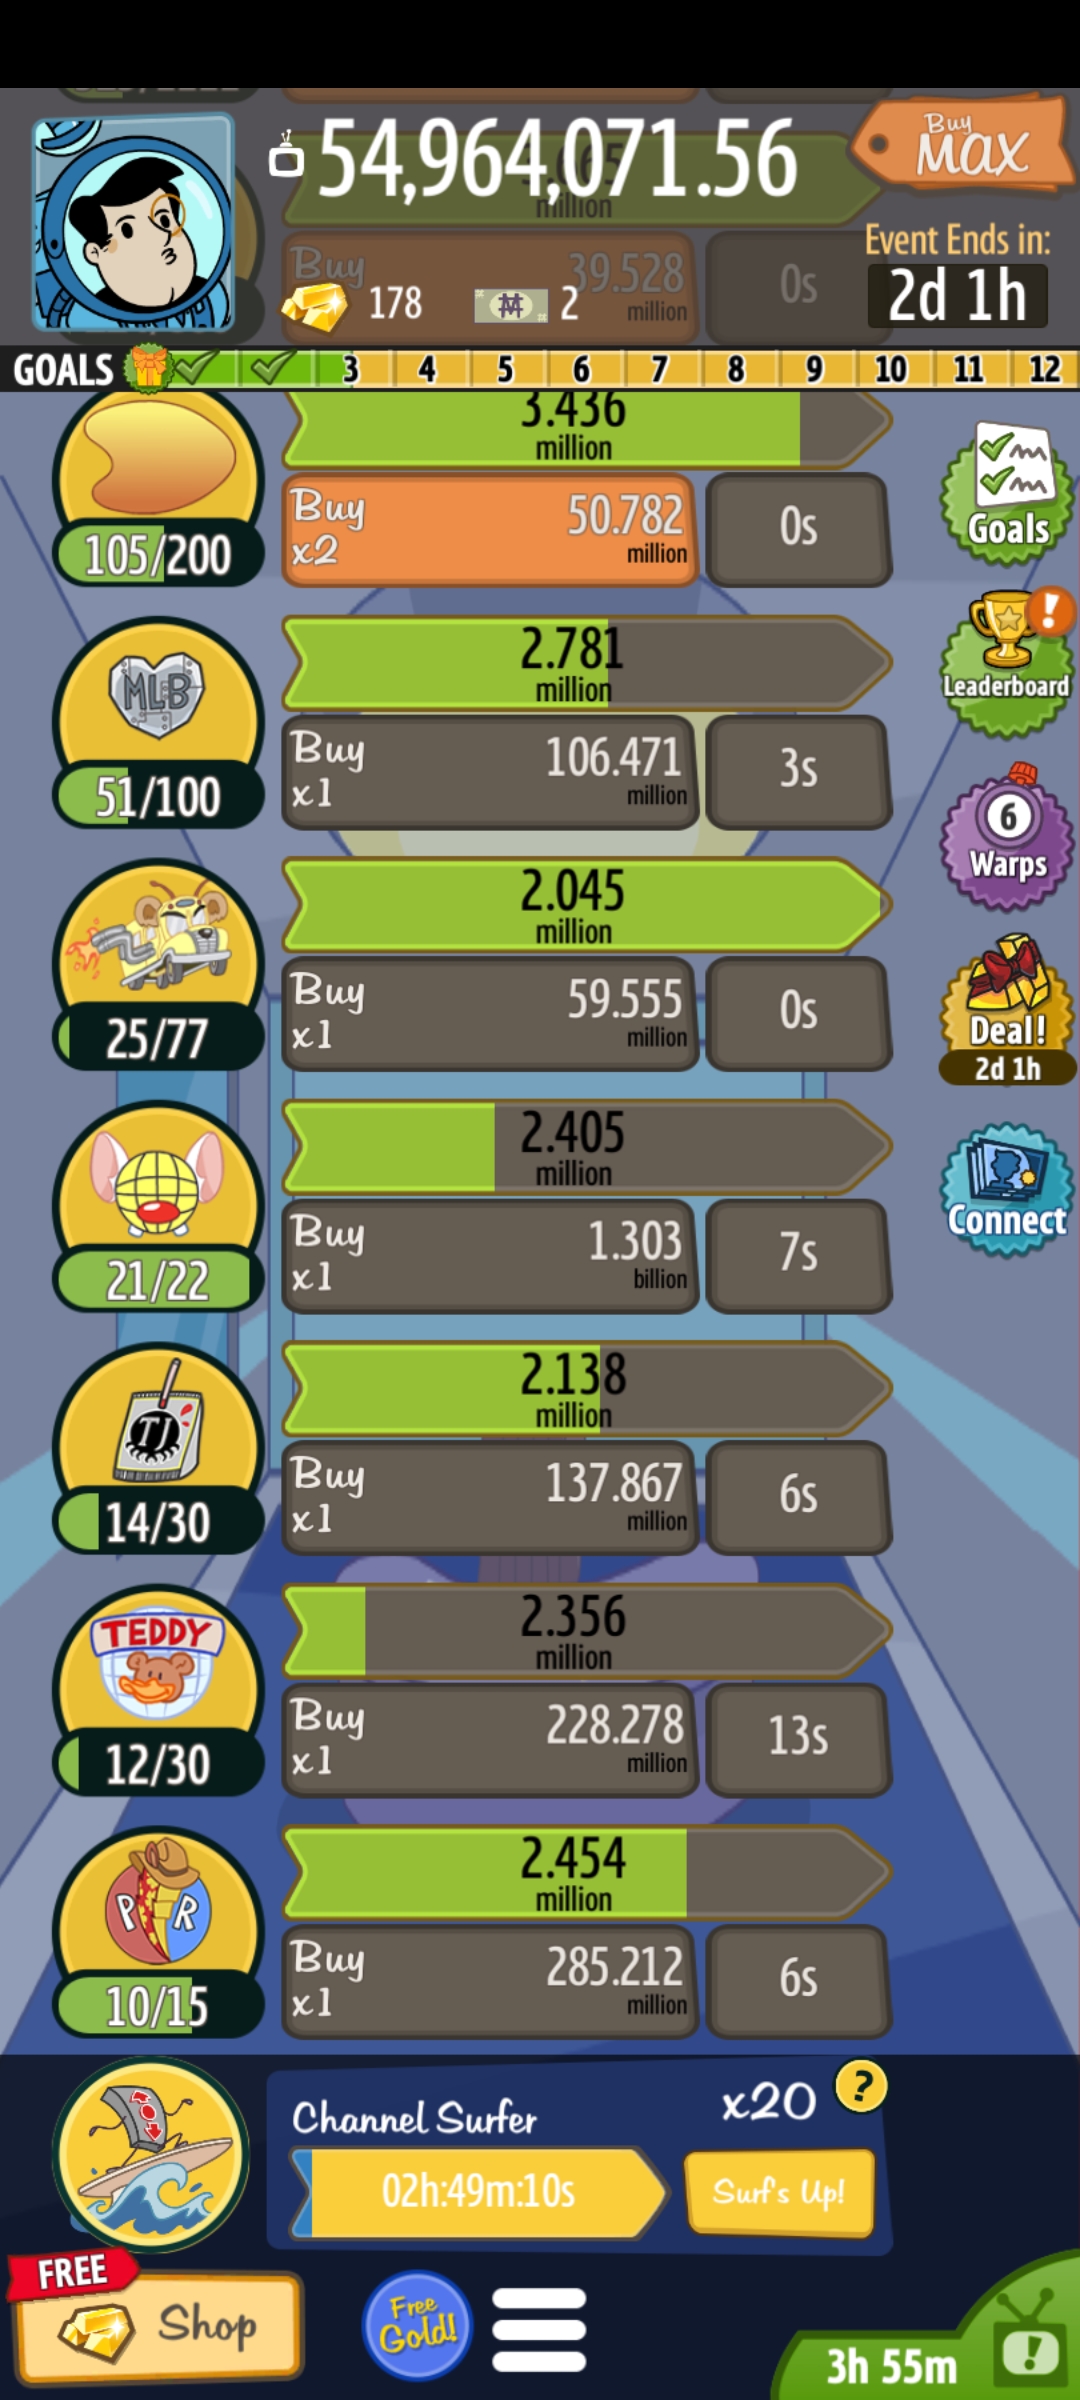 54,964,071.56
Buy
MAX
million
Buy
39.528
million
0s
178
2
Event Ends in:
2d 1h
GOALS
3
4
5
6
7
8
9
10
11
12
3.436
million
105/200
Buy
x2
50.782
million
0s
Goals
2.781
million
MLB
51/100
Buy
x1
106.471
million
3s
Leaderboard
2.045
million
25/77
Buy
x1
59.555
million
0s
6
Warps
Deal!
2d 1h
2.405
million
21/22
Buy
x1
1.303
billion
7s
Connect
2.138
million
TJ
14/30
Buy
x1
137.867
million
6s
2.356
million
TEDDY
12/30
Buy
x1
228.278
million
13s
2.454
million
P R
10/15
Buy
x1
285.212
million
6s
Channel Surfer
x20
?
02h:49m:10s
Surf's Up!
FREE
Shop
Free
Gold!
3h 55m